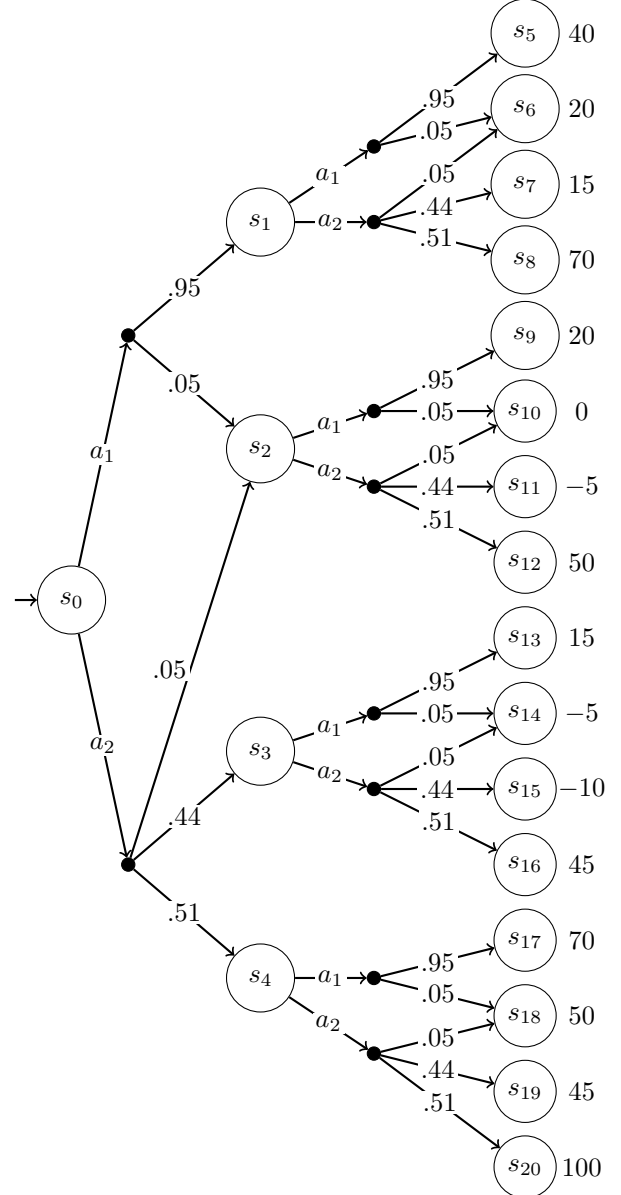 s₅ 40
.95
s₆ 20
.05
a₁
.05
s₇ 15
.44
s₁
a₂
.51
s₈ 70
.95
s₉ 20
.95
.05
a₁
.05
s₁₀ 0
s₂
a₁
.05
a₂
.44
s₁₁ −5
.51
s₁₂ 50
s₀
s₁₃ 15
.05
.95
a₁
.05
s₁₄ −5
a₂
s₃
.05
a₂
.44
s₁₅ −10
.44
.51
s₁₆ 45
.51
s₁₇ 70
.95
s₄
a₁
.05
s₁₈ 50
a₂
.05
.44
s₁₉ 45
.51
s₂₀ 100